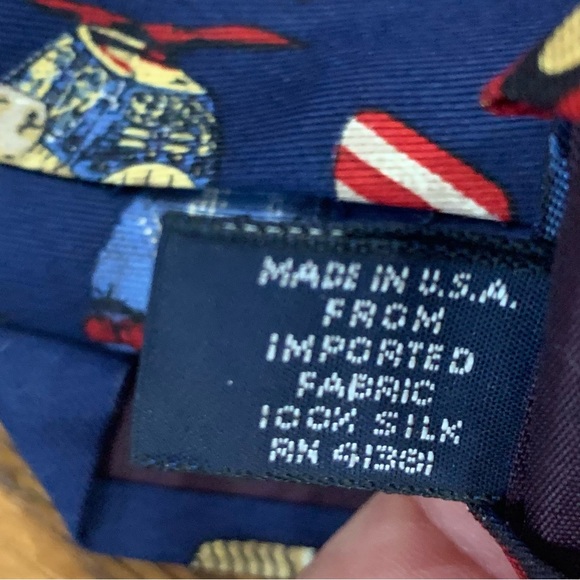 MADE IN U.S.A.
FROM
IMPORTED
FABRIC
100% SILK
RN 41381